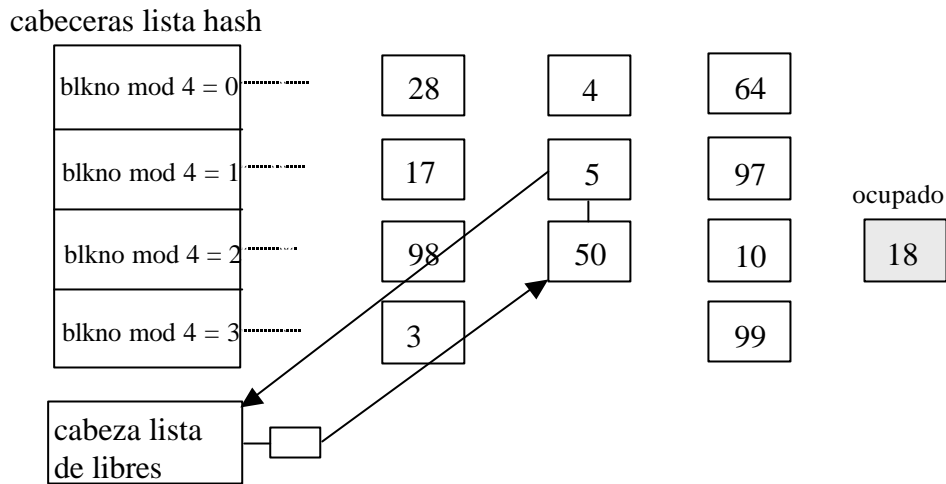 cabeceras lista hash
blkno mod 4 = 0 28 4 64
blkno mod 4 = 1 17 5 97
ocupado
blkno mod 4 = 2 98 50 10 18
blkno mod 4 = 3 3 99
cabeza lista
de libres